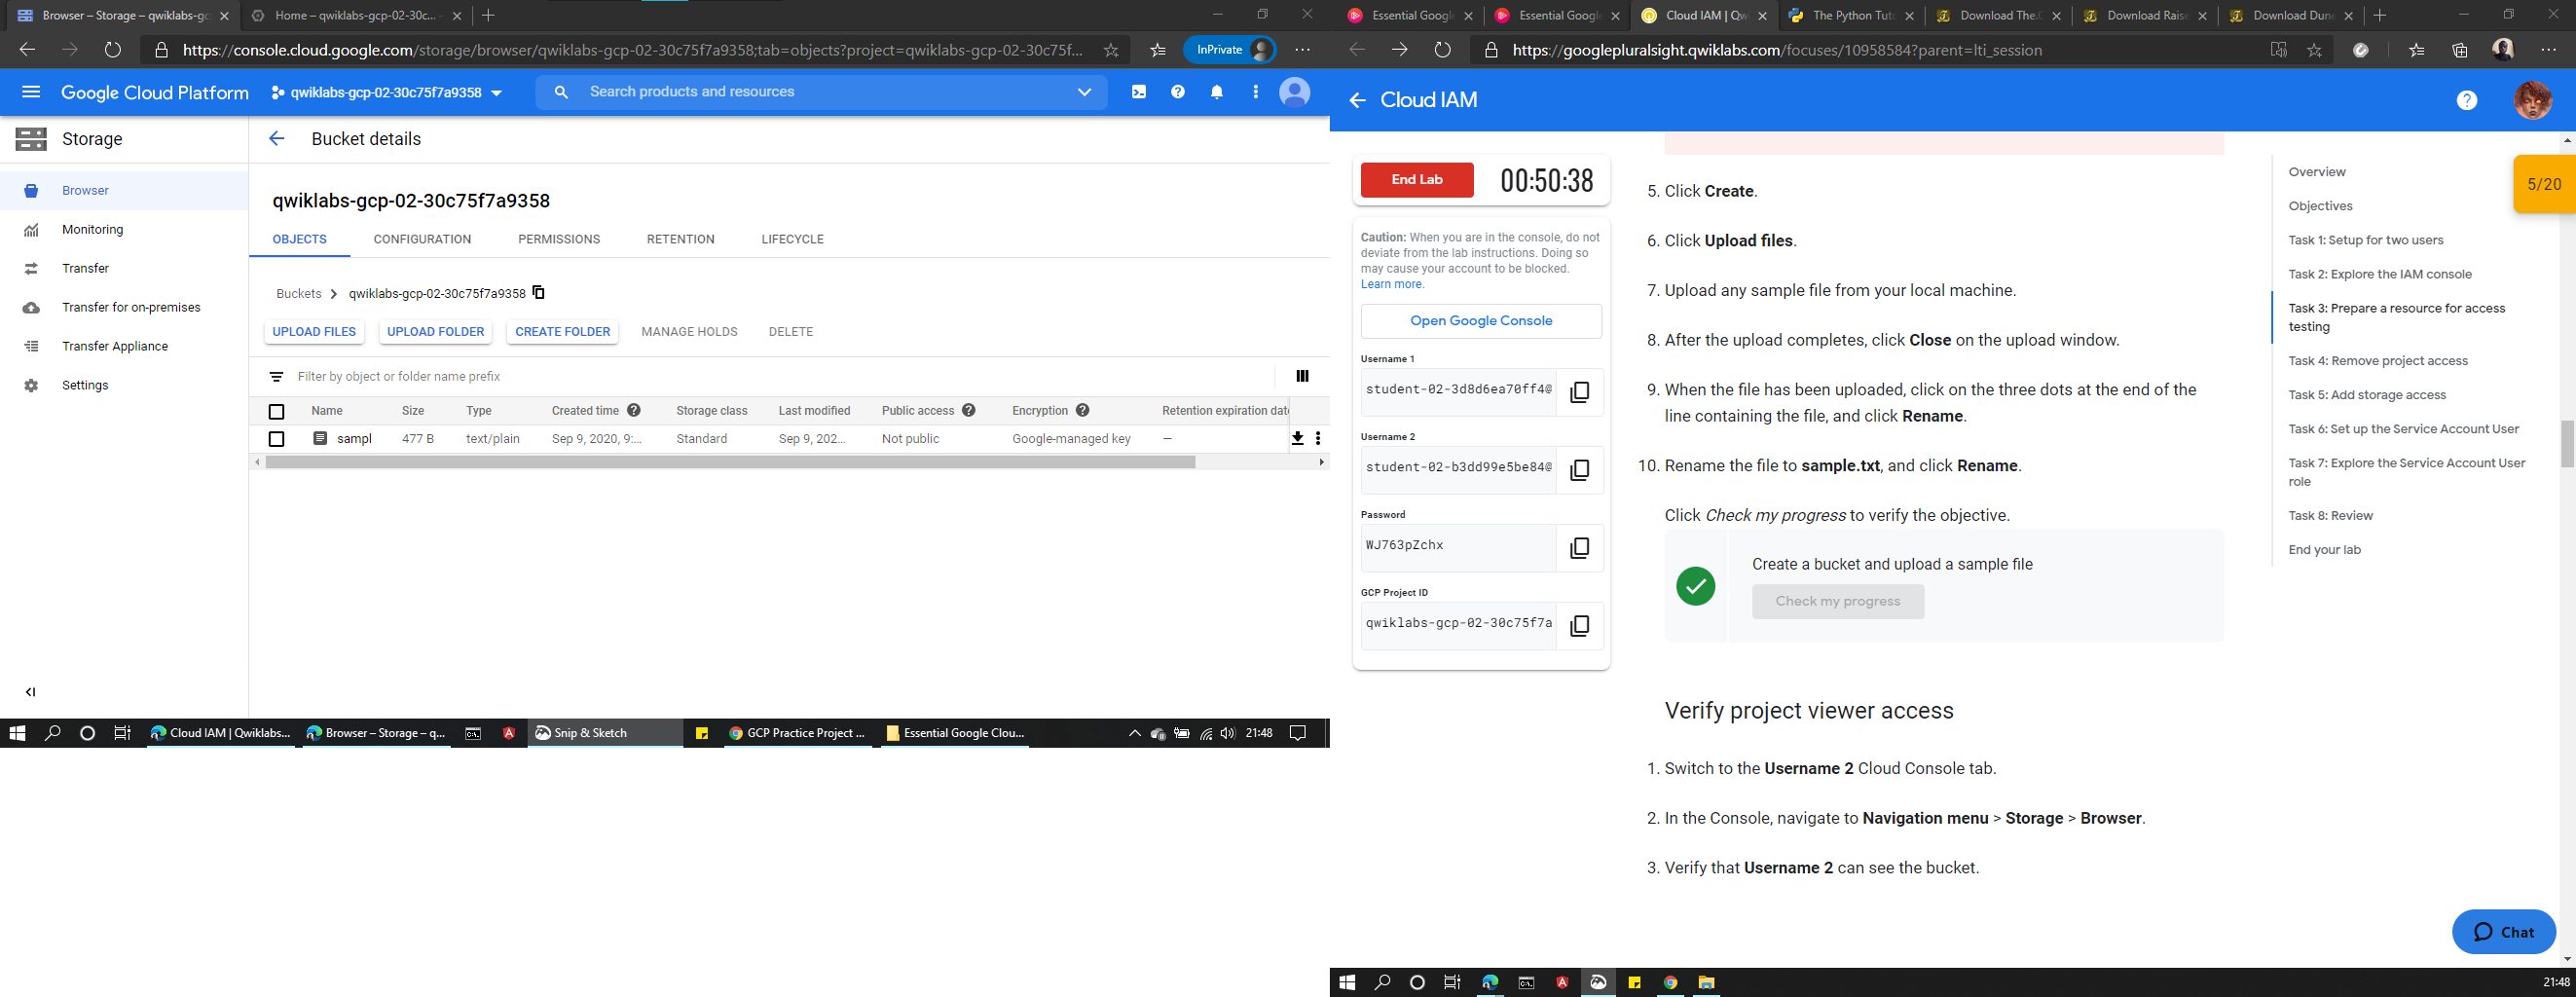 Browser – Storage – qwiklabs-gc
Home – qwiklabs-gcp-02-30c...
https://console.cloud.google.com/storage/browser/qwiklabs-gcp-02-30c75f7a9358;tab=objects?project=qwiklabs-gcp-02-30c75f...
InPrivate
Google Cloud Platform
qwiklabs-gcp-02-30c75f7a9358
Search products and resources
Storage
Bucket details
Browser
Monitoring
Transfer
Transfer for on-premises
Transfer Appliance
Settings
qwiklabs-gcp-02-30c75f7a9358
OBJECTS CONFIGURATION PERMISSIONS RETENTION LIFECYCLE
Buckets > qwiklabs-gcp-02-30c75f7a9358
UPLOAD FILES UPLOAD FOLDER CREATE FOLDER MANAGE HOLDS DELETE
Filter by object or folder name prefix
Name Size Type Created time Storage class Last modified Public access Encryption Retention expiration date
sampl 477 B text/plain Sep 9, 2020, 9:... Standard Sep 9, 202... Not public Google-managed key —
Cloud IAM | Qwiklabs...
Browser – Storage – q...
Snip & Sketch
GCP Practice Project ...
Essential Google Clou...
21:48
Essential Google
Essential Google
Cloud IAM | Qw
The Python Tuto
Download The.
Download Raise
Download Dun
https://googlepluralsight.qwiklabs.com/focuses/10958584?parent=lti_session
Cloud IAM
End Lab
00:50:38
Caution: When you are in the console, do not
deviate from the lab instructions. Doing so
may cause your account to be blocked.
Learn more.
Open Google Console
Username 1
student-02-3d8d6ea70ff4@
Username 2
student-02-b3dd99e5be84@
Password
WJ763pZchx
GCP Project ID
qwiklabs-gcp-02-30c75f7a
5. Click Create.
6. Click Upload files.
7. Upload any sample file from your local machine.
8. After the upload completes, click Close on the upload window.
9. When the file has been uploaded, click on the three dots at the end of the
line containing the file, and click Rename.
10. Rename the file to sample.txt, and click Rename.
Click Check my progress to verify the objective.
Create a bucket and upload a sample file
Check my progress
Verify project viewer access
1. Switch to the Username 2 Cloud Console tab.
2. In the Console, navigate to Navigation menu > Storage > Browser.
3. Verify that Username 2 can see the bucket.
Overview
Objectives
Task 1: Setup for two users
Task 2: Explore the IAM console
Task 3: Prepare a resource for access
testing
Task 4: Remove project access
Task 5: Add storage access
Task 6: Set up the Service Account User
Task 7: Explore the Service Account User
role
Task 8: Review
End your lab
5/20
Chat
21:48